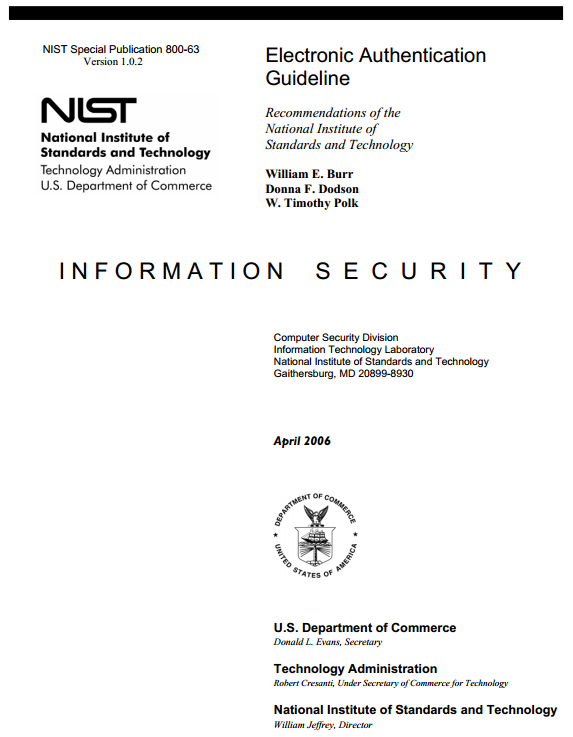 NIST Special Publication 800-63
Version 1.0.2
NIST
National Institute of
Standards and Technology
Technology Administration
U.S. Department of Commerce
Electronic Authentication
Guideline
Recommendations of the
National Institute of
Standards and Technology
William E. Burr
Donna F. Dodson
W. Timothy Polk
INFORMATION SECURITY
Computer Security Division
Information Technology Laboratory
National Institute of Standards and Technology
Gaithersburg, MD 20899-8930
April 2006
DEPARTMENT OF COMMERCE
UNITED STATES OF AMERICA
U.S. Department of Commerce
Donald L. Evans, Secretary
Technology Administration
Robert Cresanti, Under Secretary of Commerce for Technology
National Institute of Standards and Technology
William Jeffrey, Director